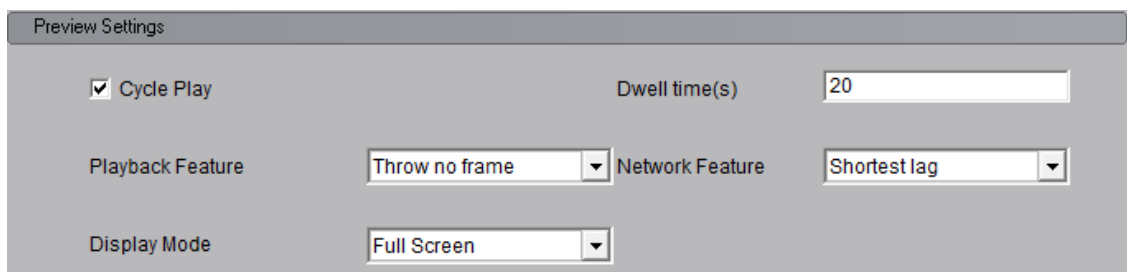 Preview Settings
Cycle Play Dwell time(s) 20
Playback Feature Throw no frame Network Feature Shortest lag
Display Mode Full Screen